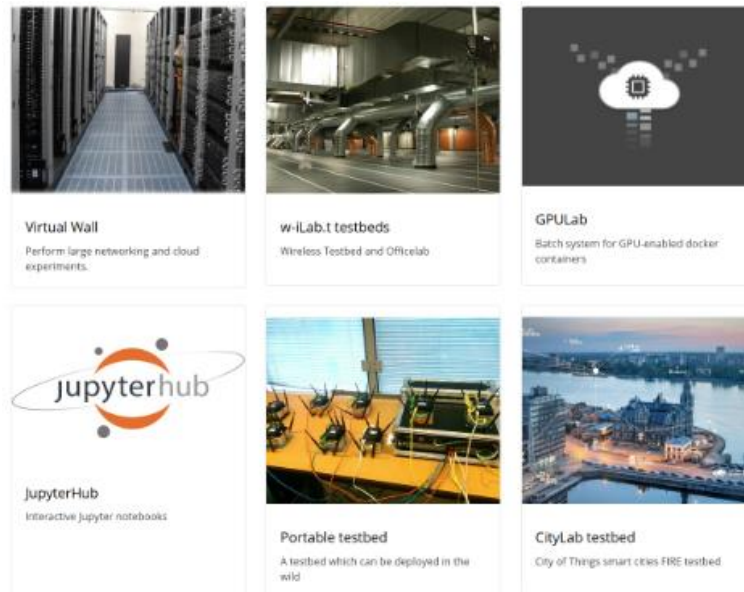 Virtual Wall
Perform large networking and cloud
experiments.
w-iLab.t testbeds
Wireless Testbed and Officelab
GPULab
Batch system for GPU-enabled docker
containers
jupyterhub
JupyterHub
Interactive Jupyter notebooks
Portable testbed
A testbed which can be deployed in the
wild
CityLab testbed
City of Things smart cities FIRE testbed